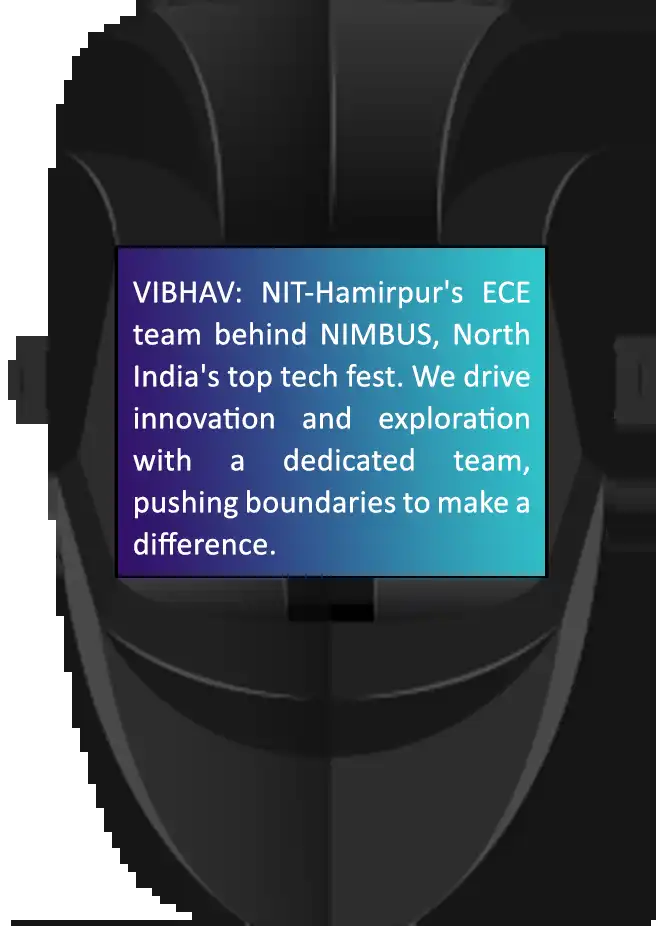 VIBHAV: NIT-Hamirpur's ECE
team behind NIMBUS, North
India's top tech fest. We drive
innovation and exploration
with a dedicated team,
pushing boundaries to make a
difference.